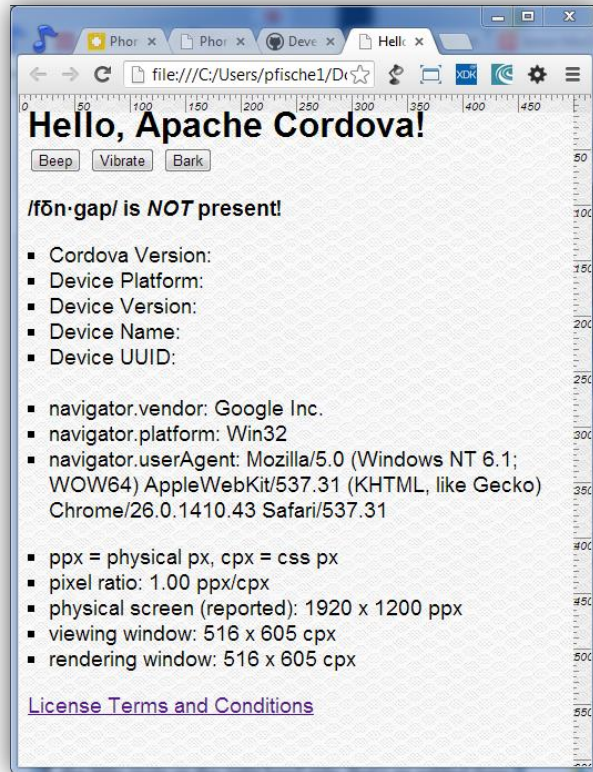 Phor
Phor
Deve
Hello
file:///C:/Users/pfische1/Do
XDK
0 50 100 150 200 250 300 350 400 450
Hello, Apache Cordova!
Beep Vibrate Bark
/fōn·gap/ is NOT present!
Cordova Version:
Device Platform:
Device Version:
Device Name:
Device UUID:
navigator.vendor: Google Inc.
navigator.platform: Win32
navigator.userAgent: Mozilla/5.0 (Windows NT 6.1;
WOW64) AppleWebKit/537.31 (KHTML, like Gecko)
Chrome/26.0.1410.43 Safari/537.31
ppx = physical px, cpx = css px
pixel ratio: 1.00 ppx/cpx
physical screen (reported): 1920 x 1200 ppx
viewing window: 516 x 605 cpx
rendering window: 516 x 605 cpx
License Terms and Conditions
50
100
150
200
250
300
350
400
450
500
550